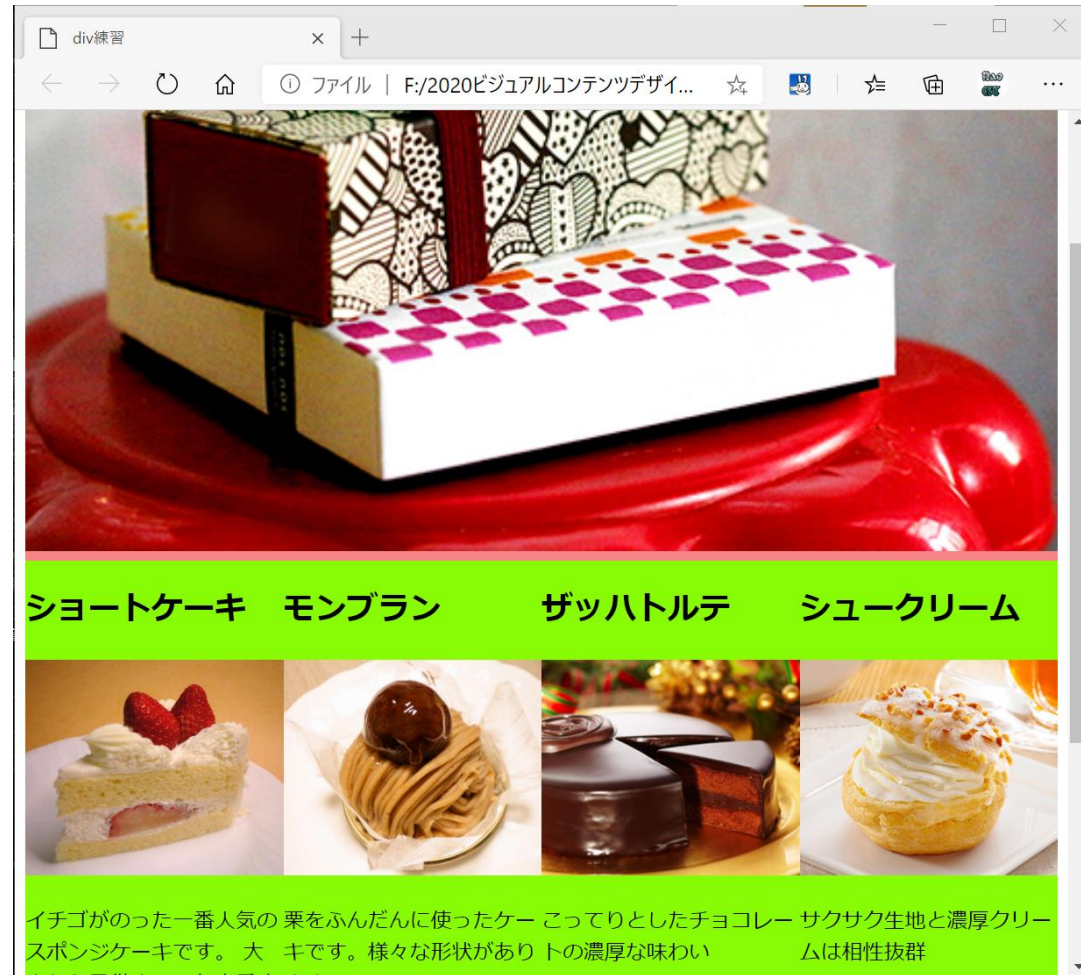 div練習
ファイル | F:/2020ビジュアルコンテンツデザイ...
ショートケーキ
モンブラン
ザッハトルテ
シュークリーム
イチゴがのった一番人気の
スポンジケーキです。 大
栗をふんだんに使ったケー
キです。様々な形状があり
こってりとしたチョコレー
トの濃厚な味わい
サクサク生地と濃厚クリー
ムは相性抜群